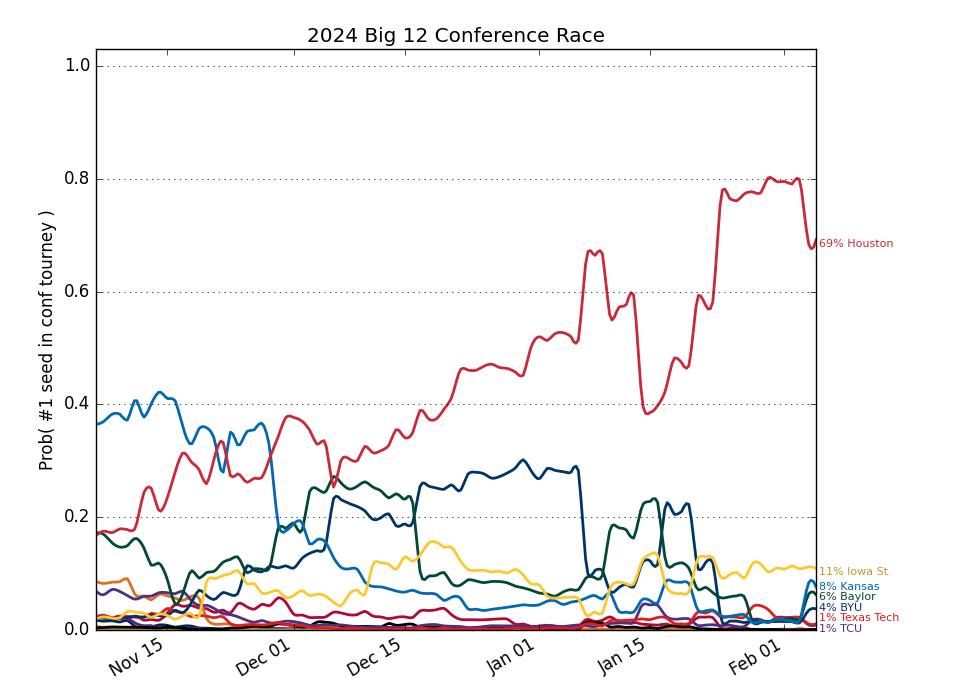 2024 Big 12 Conference Race
Prob( #1 seed in conf tourney )
1.0
0.8
0.6
0.4
0.2
0.0
69% Houston
11% Iowa St.
8% Kansas
6% Baylor
4% BYU
1% Texas Tech
1% TCU
Nov 15
Dec 01
Dec 15
Jan 01
Jan 15
Feb 01